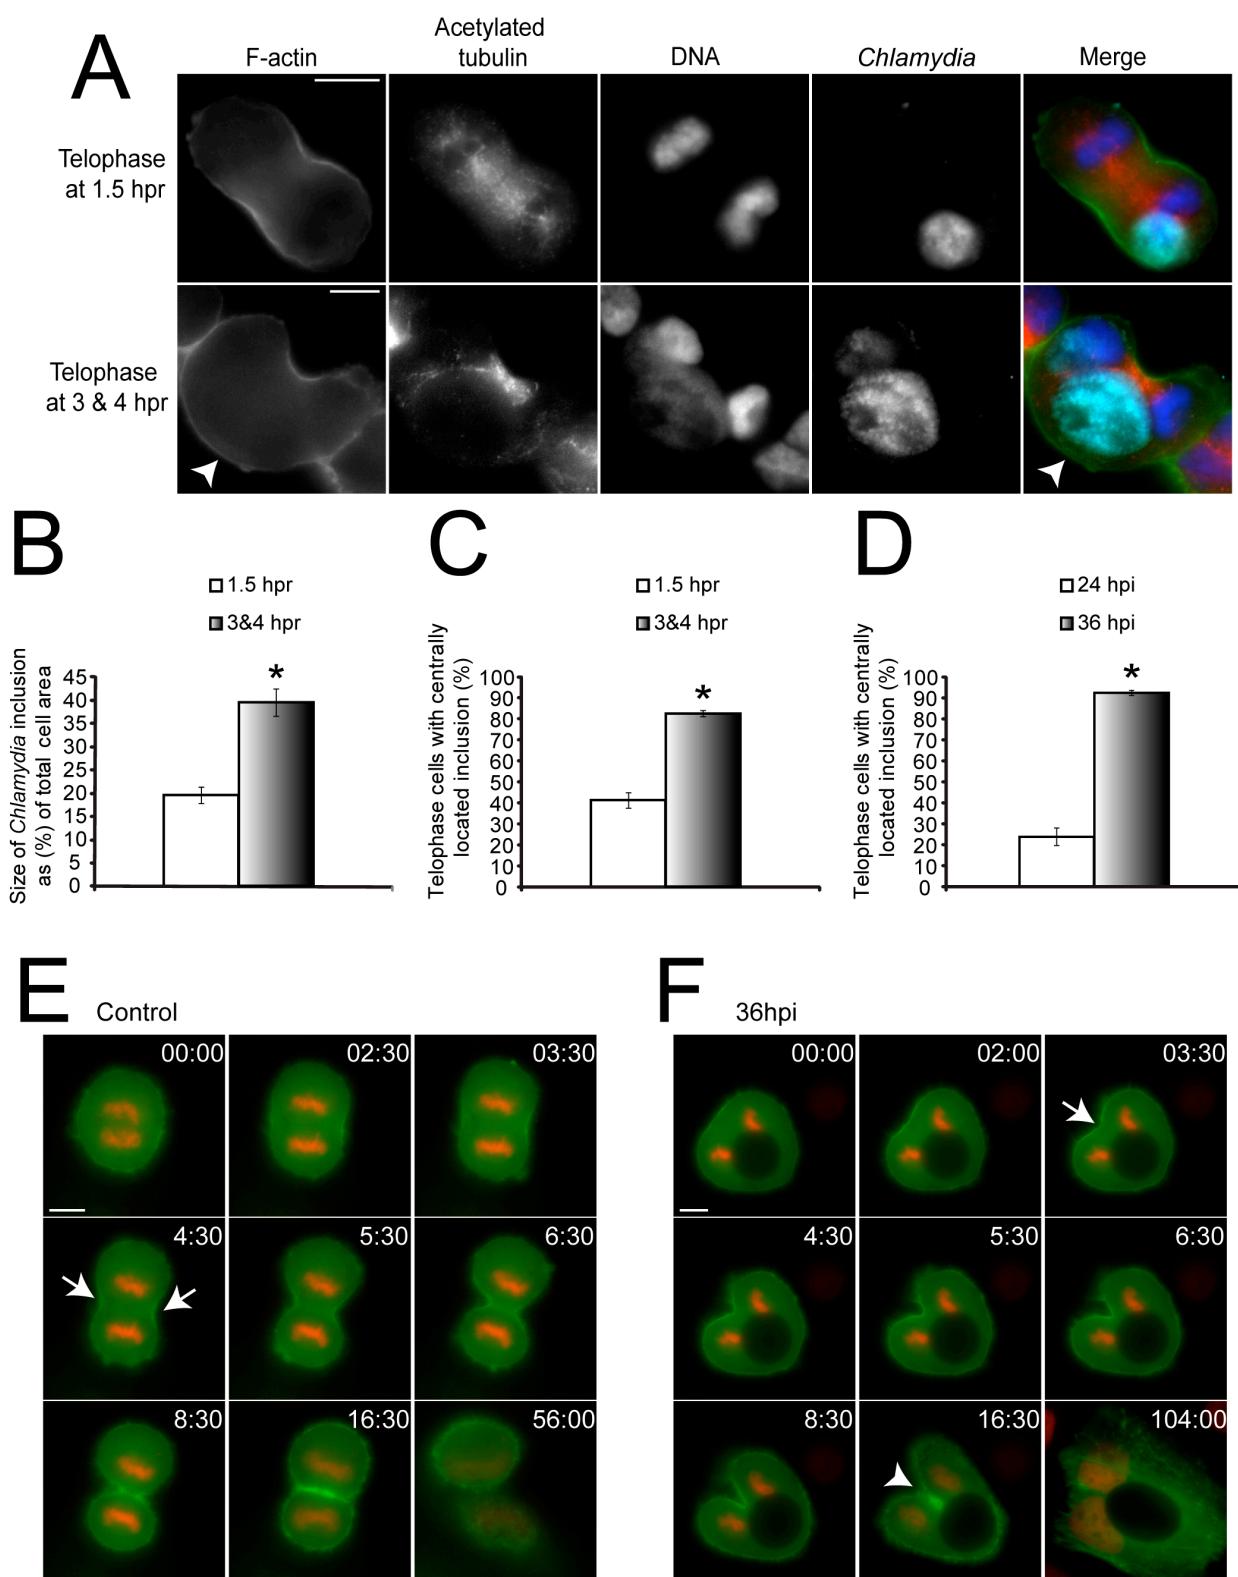 A
F-actin
Acetylated
tubulin
DNA
Chlamydia
Merge
Telophase
at 1.5 hpr
Telophase
at 3 & 4 hpr
B
1.5 hpr
3&4 hpr
Size of Chlamydia inclusion
as (%) of total cell area
45
40
35
30
25
20
15
10
5
0
*
C
1.5 hpr
3&4 hpr
Telophase cells with centrally
located inclusion (%)
100
90
80
70
60
50
40
30
20
10
0
*
D
24 hpi
36 hpi
Telophase cells with centrally
located inclusion (%)
100
90
80
70
60
50
40
30
20
10
0
*
E
Control
00:00
02:30
03:30
4:30
5:30
6:30
8:30
16:30
56:00
F
36hpi
00:00
02:00
03:30
4:30
5:30
6:30
8:30
16:30
104:00